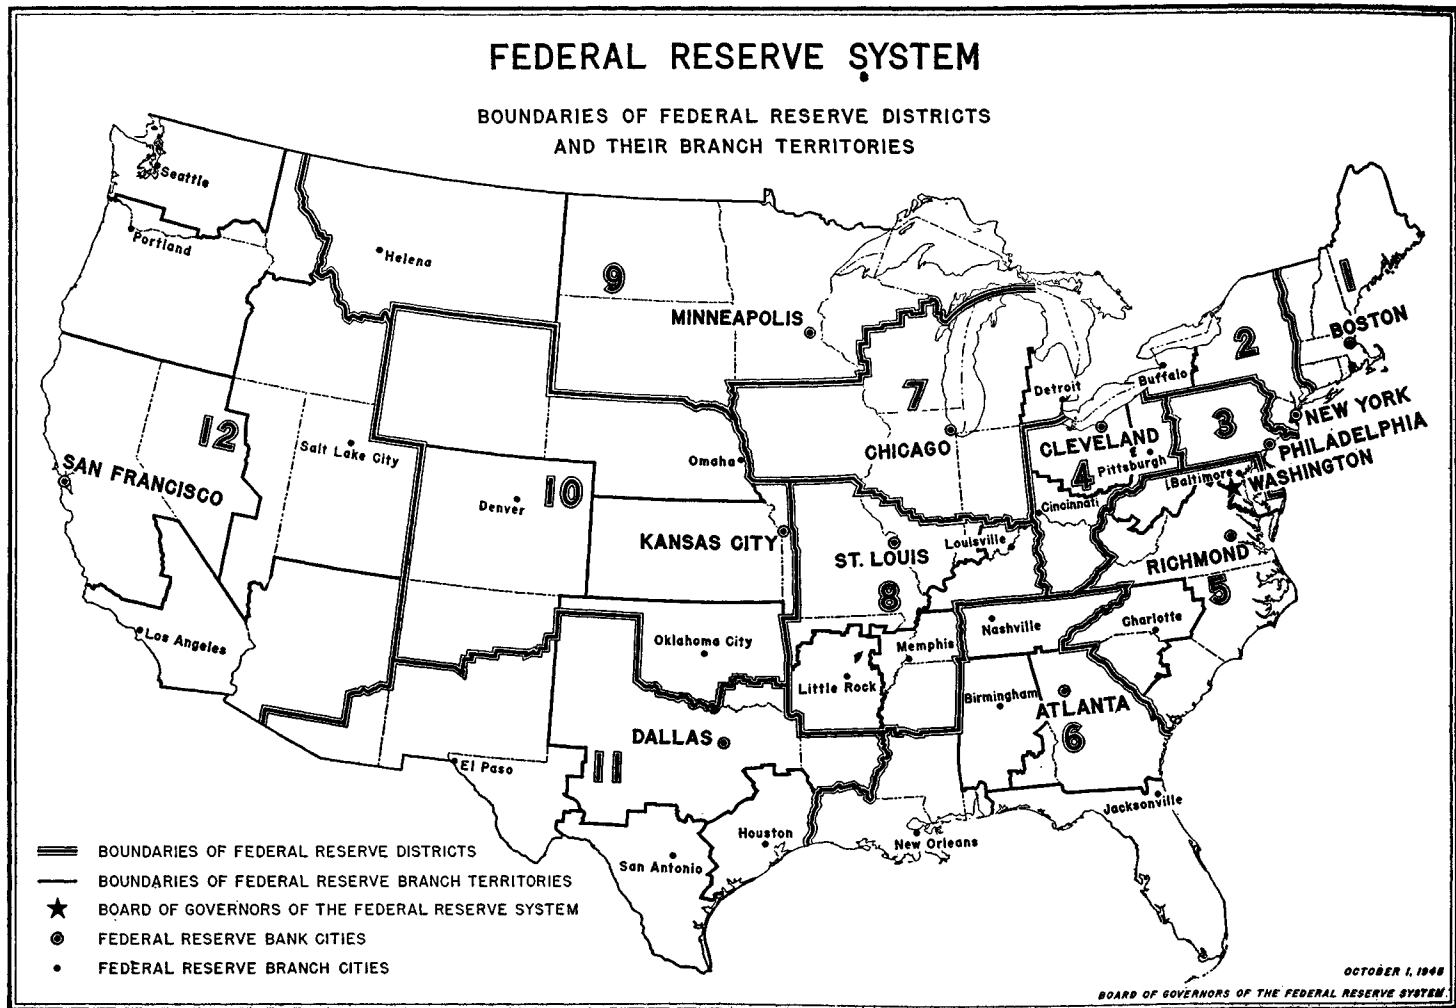 FEDERAL RESERVE SYSTEM
BOUNDARIES OF FEDERAL RESERVE DISTRICTS
AND THEIR BRANCH TERRITORIES
Seattle
Portland
Helena
9
MINNEAPOLIS
1
BOSTON
2
Buffalo
Detroit
7
CHICAGO
NEW YORK
3
PHILADELPHIA
CLEVELAND
4
Pittsburgh
WASHINGTON
Baltimore
Cincinnati
12
SAN FRANCISCO
Salt Lake City
Omaha
Denver
10
KANSAS CITY
ST. LOUIS
8
Louisville
RICHMOND
5
Los Angeles
Oklahoma City
Nashville
Charlotte
Memphis
Little Rock
Birmingham
ATLANTA
6
DALLAS
11
El Paso
Jacksonville
Houston
New Orleans
San Antonio
BOUNDARIES OF FEDERAL RESERVE DISTRICTS
BOUNDARIES OF FEDERAL RESERVE BRANCH TERRITORIES
BOARD OF GOVERNORS OF THE FEDERAL RESERVE SYSTEM
FEDERAL RESERVE BANK CITIES
FEDERAL RESERVE BRANCH CITIES
OCTOBER 1,
BOARD OF GOVERNORS OF THE FEDERAL RESERVE SYSTEM